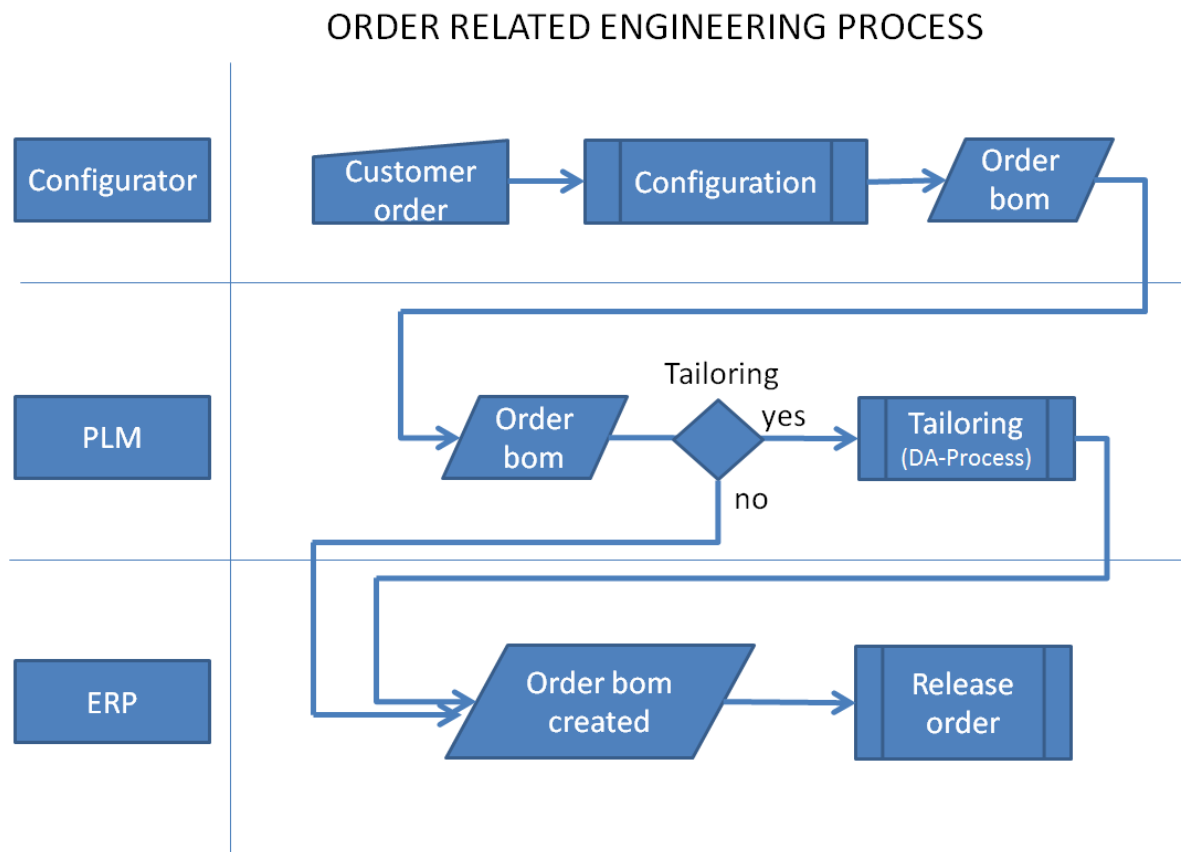 ORDER RELATED ENGINEERING PROCESS
Configurator
Customer
order
Configuration
Order
bom
PLM
Order
bom
Tailoring
yes
no
Tailoring
(DA-Process)
ERP
Order bom
created
Release
order